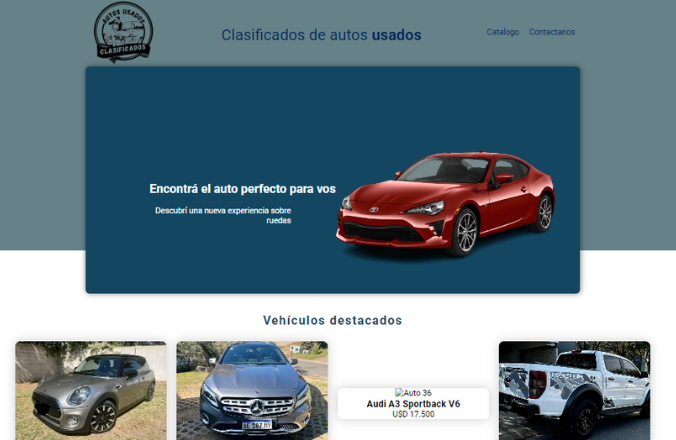 AUTOS USADOS
CLASIFICADOS
Clasificados de autos usados
Catalogo
Contactanos
Encontrá el auto perfecto para vos
Descubrí una nueva experiencia sobre
ruedas
Vehículos destacados
Auto 36
Audi A3 Sportback V6
USD 17.500